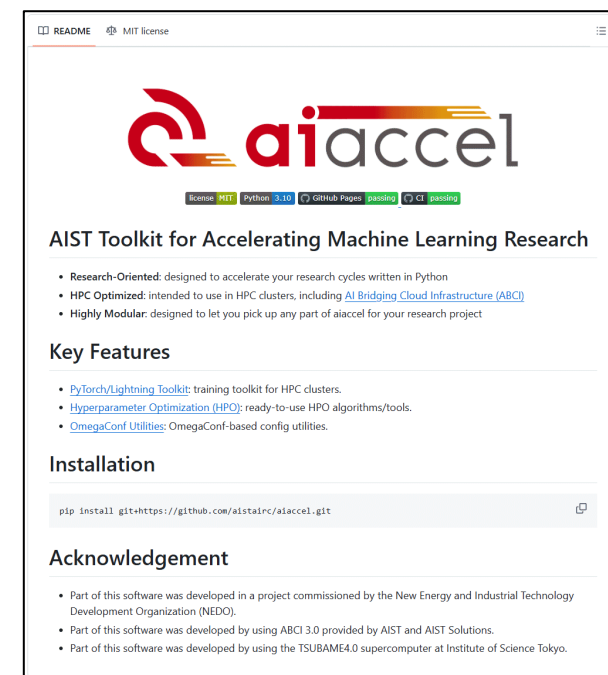 README MIT license
aiaccel
license MIT Python 3.10 GitHub Pages passing CI passing
AIST Toolkit for Accelerating Machine Learning Research
• Research-Oriented: designed to accelerate your research cycles written in Python
• HPC Optimized: intended to use in HPC clusters, including AI Bridging Cloud Infrastructure (ABCI)
• Highly Modular: designed to let you pick up any part of aiaccel for your research project
Key Features
• PyTorch/Lightning Toolkit: training toolkit for HPC clusters.
• Hyperparameter Optimization (HPO): ready-to-use HPO algorithms/tools.
• OmegaConf Utilities: OmegaConf-based config utilities.
Installation
pip install git+https://github.com/aistairc/aiaccel.git
Acknowledgement
• Part of this software was developed in a project commissioned by the New Energy and Industrial Technology
Development Organization (NEDO).
• Part of this software was developed by using ABCI 3.0 provided by AIST and AIST Solutions.
• Part of this software was developed by using the TSUBAME4.0 supercomputer at Institute of Science Tokyo.